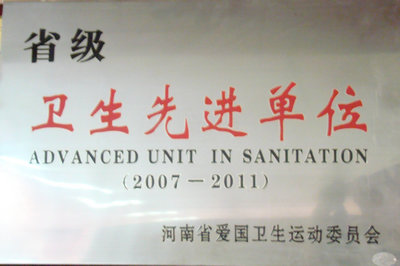 省级
卫生先进单位
ADVANCED UNIT IN SANITATION
(2007－2011)
河南省爱国卫生运动委员会